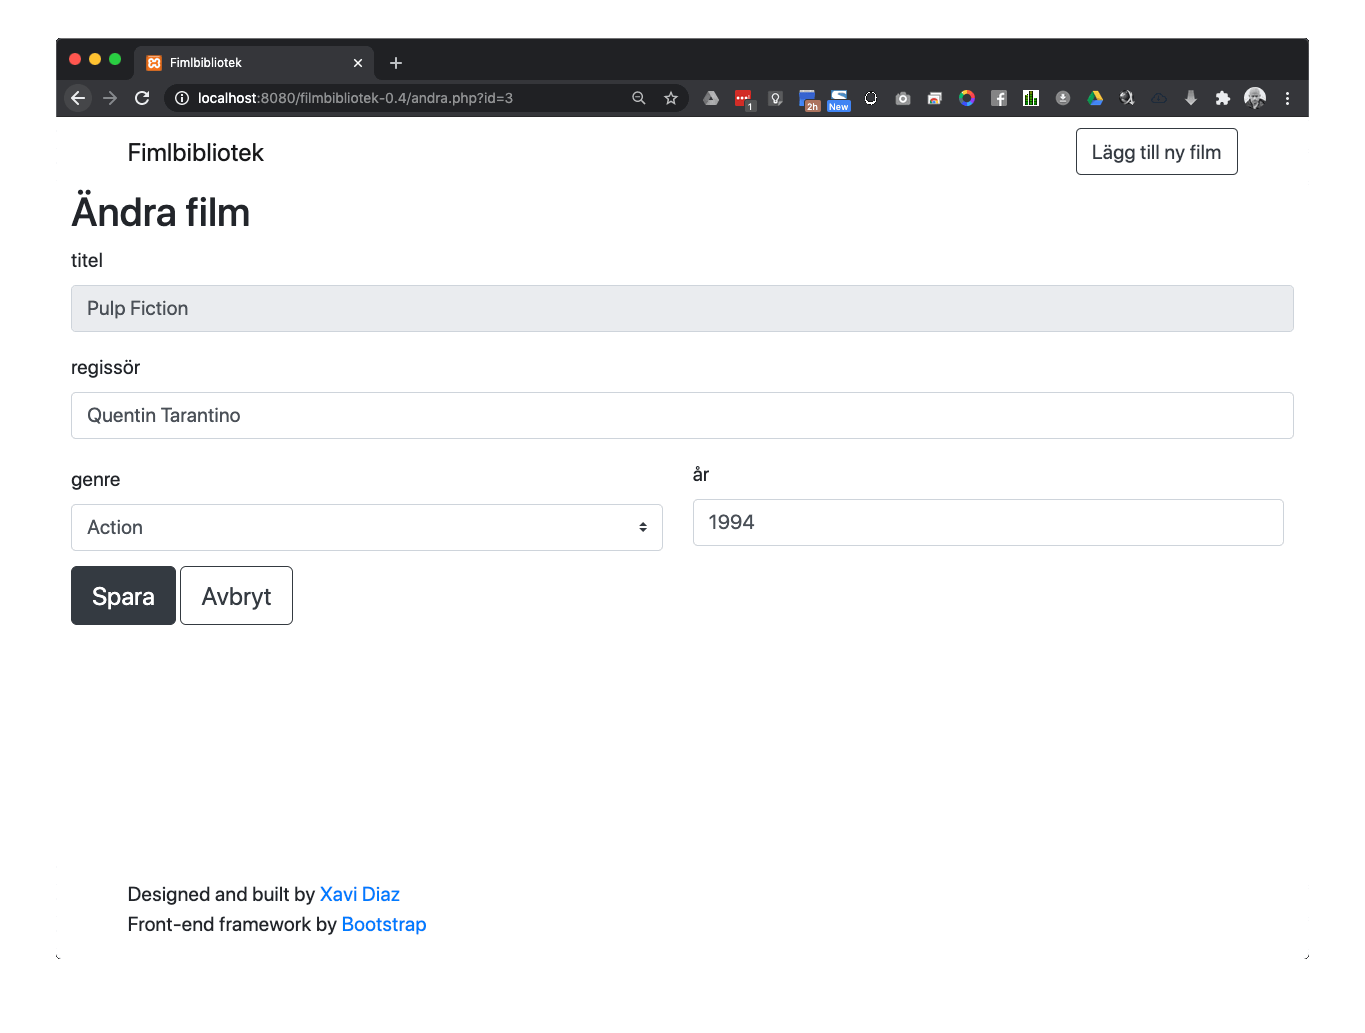 Fimlbibliotek
localhost:8080/filmbibliotek-0.4/andra.php?id=3
1
2h
New
Fimlbibliotek
Lägg till ny film
Ändra film
titel
Pulp Fiction
regissör
Quentin Tarantino
genre
år
Action
1994
Spara
Avbryt
Designed and built by Xavi Diaz
Front-end framework by Bootstrap